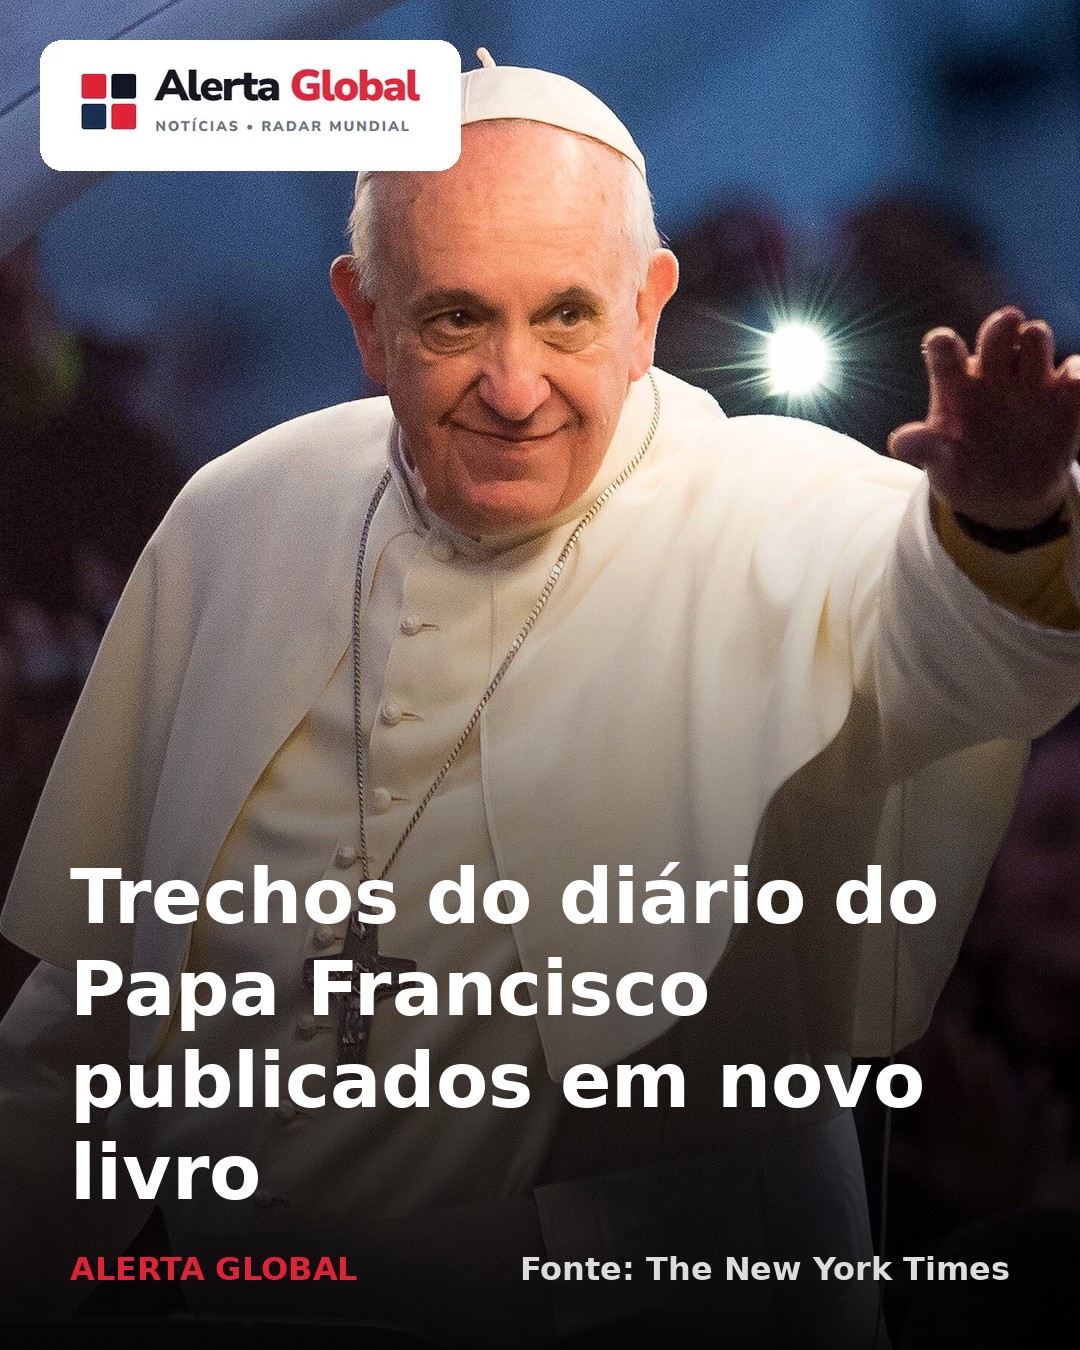 Alerta Global
NOTÍCIAS • RADAR MUNDIAL
Trechos do diário do
Papa Francisco
publicados em novo
livro
ALERTA GLOBAL
Fonte: The New York Times